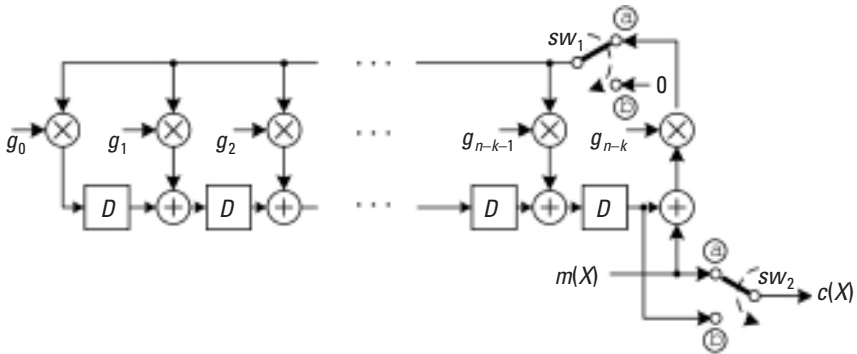 ⓐ
sw₁
0
ⓑ
g₀
g₁
g₂
· · ·
gₙ₋ₖ₋₁
gₙ₋ₖ
D
D
· · ·
D
D
ⓐ
m(X)
sw₂
c(X)
ⓑ